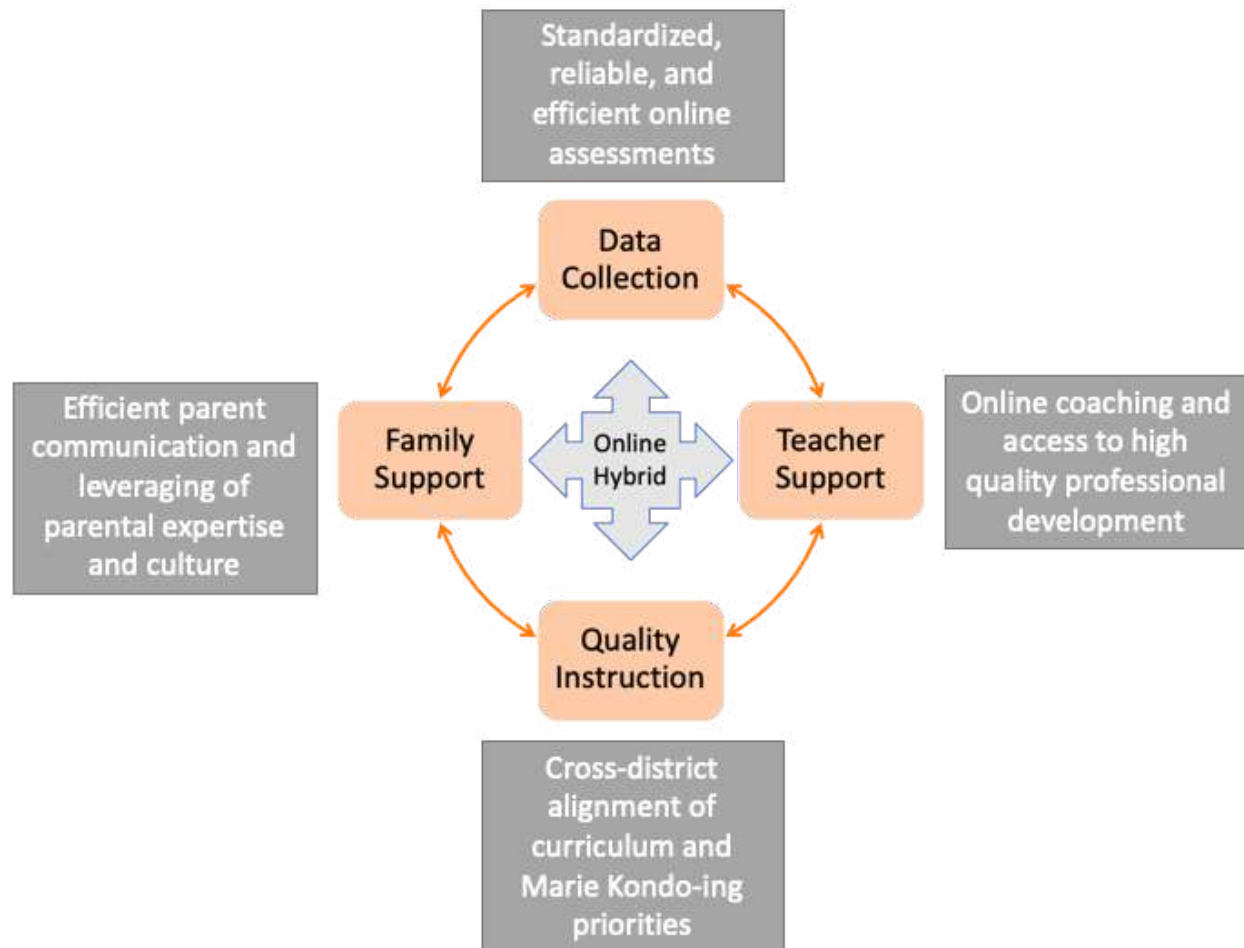 Standardized,
reliable, and
efficient online
assessments
Data
Collection
Efficient parent
communication and
leveraging of
parental expertise
and culture
Family
Support
Online
Hybrid
Teacher
Support
Online coaching and
access to high
quality professional
development
Quality
Instruction
Cross-district
alignment of
curriculum and
Marie Kondo-ing
priorities